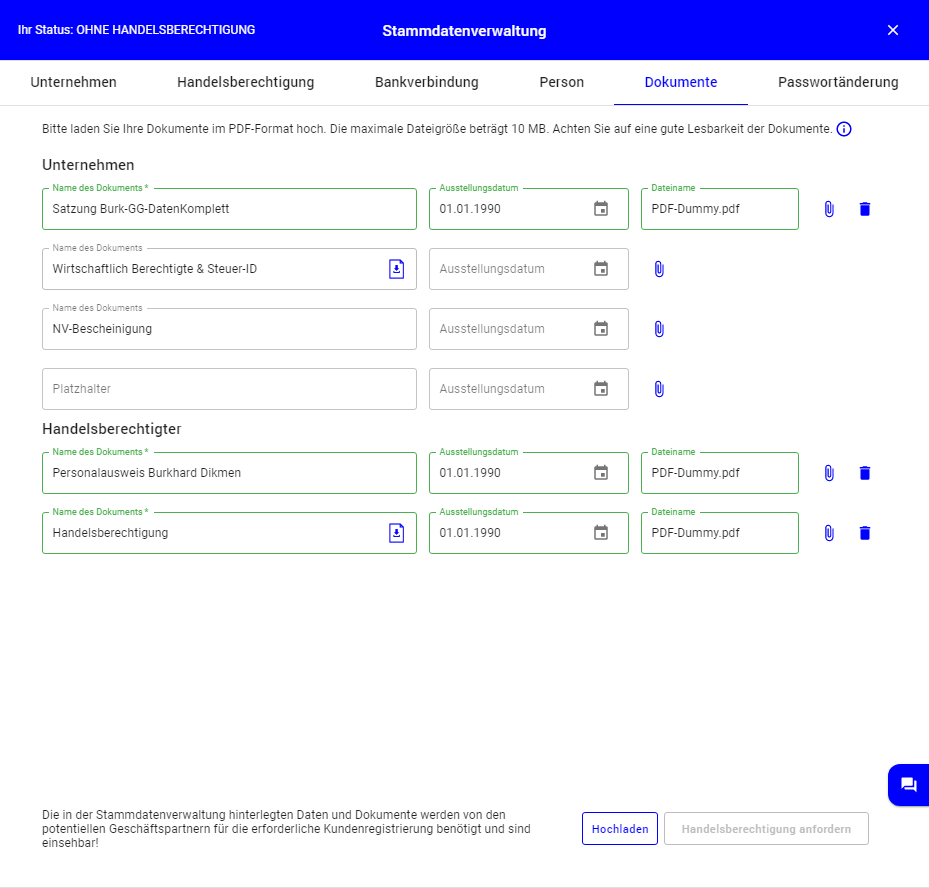 Ihr Status: OHNE HANDELSBERECHTIGUNG
Stammdatenverwaltung
Unternehmen
Handelsberechtigung
Bankverbindung
Person
Dokumente
Passwortänderung
Bitte laden Sie Ihre Dokumente im PDF-Format hoch. Die maximale Dateigröße beträgt 10 MB. Achten Sie auf eine gute Lesbarkeit der Dokumente.
Unternehmen
Name des Dokuments *
Satzung Burk-GG-DatenKomplett
Ausstellungsdatum
01.01.1990
Dateiname
PDF-Dummy.pdf
Name des Dokuments
Wirtschaftlich Berechtigte & Steuer-ID
Ausstellungsdatum
Name des Dokuments
NV-Bescheinigung
Ausstellungsdatum
Platzhalter
Ausstellungsdatum
Handelsberechtigter
Name des Dokuments *
Personalausweis Burkhard Dikmen
Ausstellungsdatum
01.01.1990
Dateiname
PDF-Dummy.pdf
Name des Dokuments *
Handelsberechtigung
Ausstellungsdatum
01.01.1990
Dateiname
PDF-Dummy.pdf
Die in der Stammdatenverwaltung hinterlegten Daten und Dokumente werden von den
potentiellen Geschäftspartnern für die erforderliche Kundenregistrierung benötigt und sind
einsehbar!
Hochladen
Handelsberechtigung anfordern